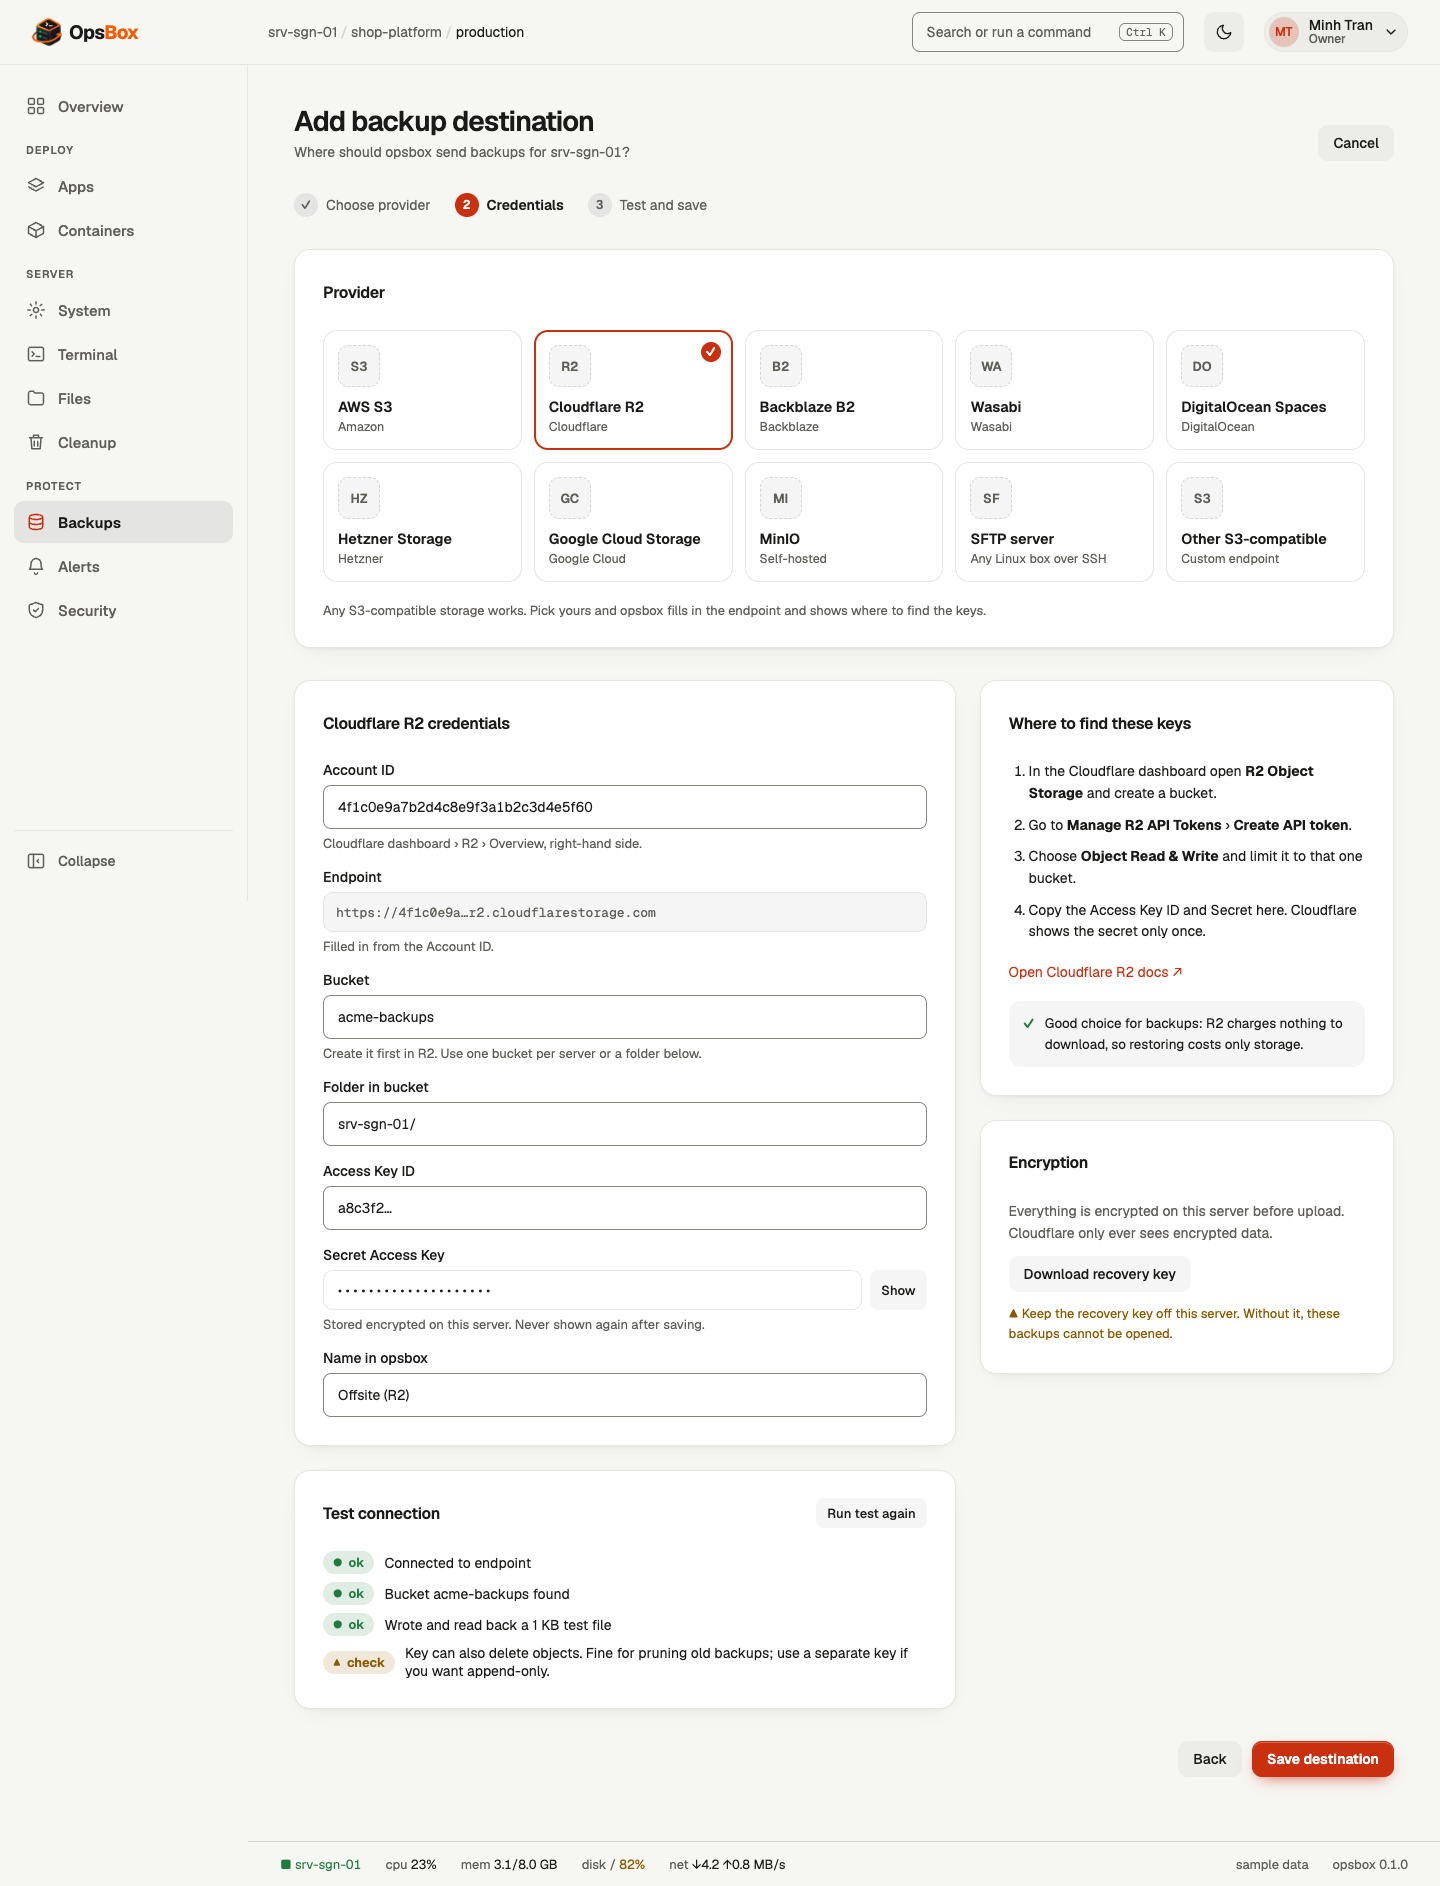 OpsBox
srv-sgn-01 / shop-platform / production
Search or run a command
Ctrl K
MT
Minh Tran
Owner
Overview
DEPLOY
Apps
Containers
SERVER
System
Terminal
Files
Cleanup
PROTECT
Backups
Alerts
Security
Collapse
Add backup destination
Where should opsbox send backups for srv-sgn-01?
Cancel
✓ Choose provider
2 Credentials
3 Test and save
Provider
S3
AWS S3
Amazon
R2
Cloudflare R2
Cloudflare
B2
Backblaze B2
Backblaze
WA
Wasabi
Wasabi
DO
DigitalOcean Spaces
DigitalOcean
HZ
Hetzner Storage
Hetzner
GC
Google Cloud Storage
Google Cloud
MI
MinIO
Self-hosted
SF
SFTP server
Any Linux box over SSH
S3
Other S3-compatible
Custom endpoint
Any S3-compatible storage works. Pick yours and opsbox fills in the endpoint and shows where to find the keys.
Cloudflare R2 credentials
Account ID
4f1c0e9a7b2d4c8e9f3a1b2c3d4e5f60
Cloudflare dashboard › R2 › Overview, right-hand side.
Endpoint
https://4f1c0e9a…r2.cloudflarestorage.com
Filled in from the Account ID.
Bucket
acme-backups
Create it first in R2. Use one bucket per server or a folder below.
Folder in bucket
srv-sgn-01/
Access Key ID
a8c3f2…
Secret Access Key
••••••••••••••••••••
Show
Stored encrypted on this server. Never shown again after saving.
Name in opsbox
Offsite (R2)
Where to find these keys
1. In the Cloudflare dashboard open R2 Object
Storage and create a bucket.
2. Go to Manage R2 API Tokens › Create API token.
3. Choose Object Read & Write and limit it to that one
bucket.
4. Copy the Access Key ID and Secret here. Cloudflare
shows the secret only once.
Open Cloudflare R2 docs ↗
✓ Good choice for backups: R2 charges nothing to
download, so restoring costs only storage.
Encryption
Everything is encrypted on this server before upload.
Cloudflare only ever sees encrypted data.
Download recovery key
▲ Keep the recovery key off this server. Without it, these
backups cannot be opened.
Test connection
Run test again
● ok Connected to endpoint
● ok Bucket acme-backups found
● ok Wrote and read back a 1 KB test file
▲ check Key can also delete objects. Fine for pruning old backups; use a separate key if
you want append-only.
Back
Save destination
■ srv-sgn-01 cpu 23% mem 3.1/8.0 GB disk / 82% net ↓4.2 ↑0.8 MB/s
sample data opsbox 0.1.0